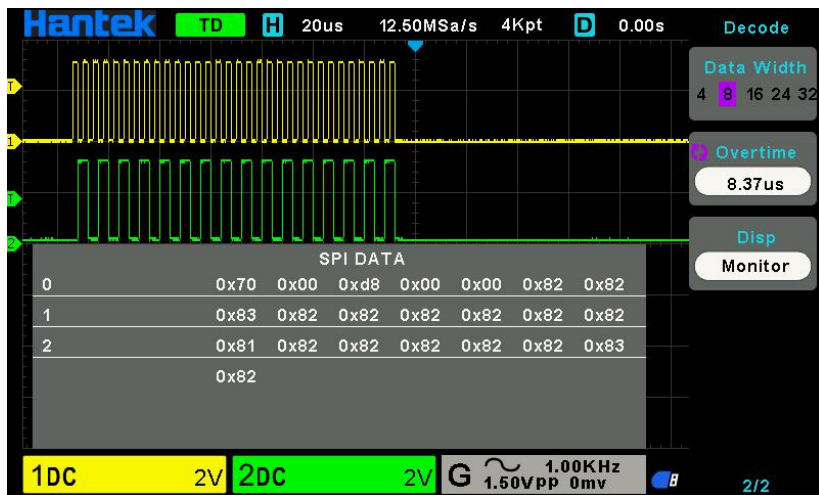 Hantek TD H 20us 12.50MSa/s 4Kpt D 0.00s Decode
Data Width
4 8 16 24 32
Overtime
8.37us
Disp
Monitor
T
1
T
2
SPI DATA
0 0x70 0x00 0xd8 0x00 0x00 0x82 0x82
1 0x83 0x82 0x82 0x82 0x82 0x82 0x82
2 0x81 0x82 0x82 0x82 0x82 0x82 0x83
0x82
1DC 2V 2DC 2V G 1.00KHz
1.50Vpp 0mv
2/2